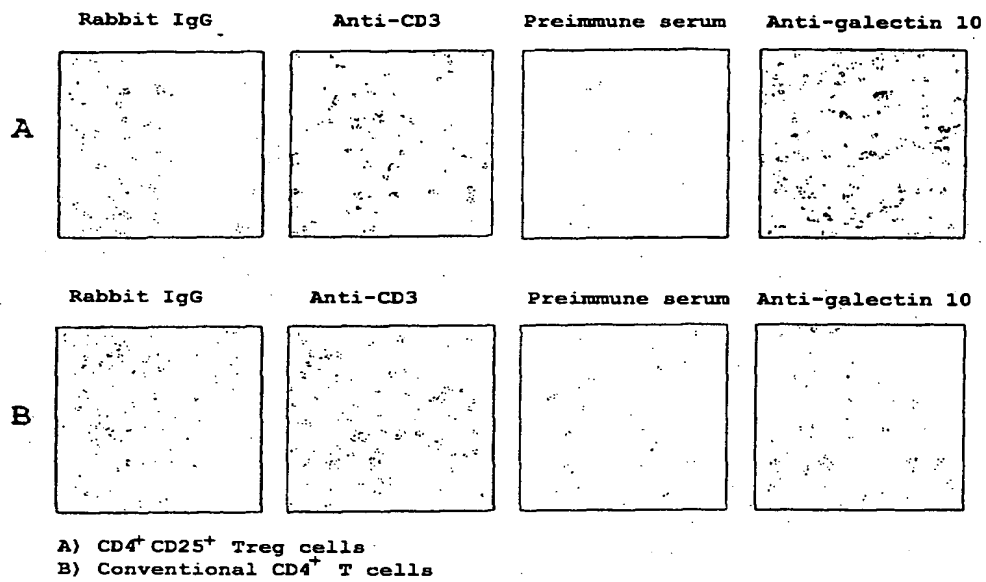 Rabbit IgG Anti-CD3 Preimmune serum Anti-galectin 10
A
Rabbit IgG Anti-CD3 Preimmune serum Anti-galectin 10
B
A) CD4+ CD25+ Treg cells
B) Conventional CD4+ T cells